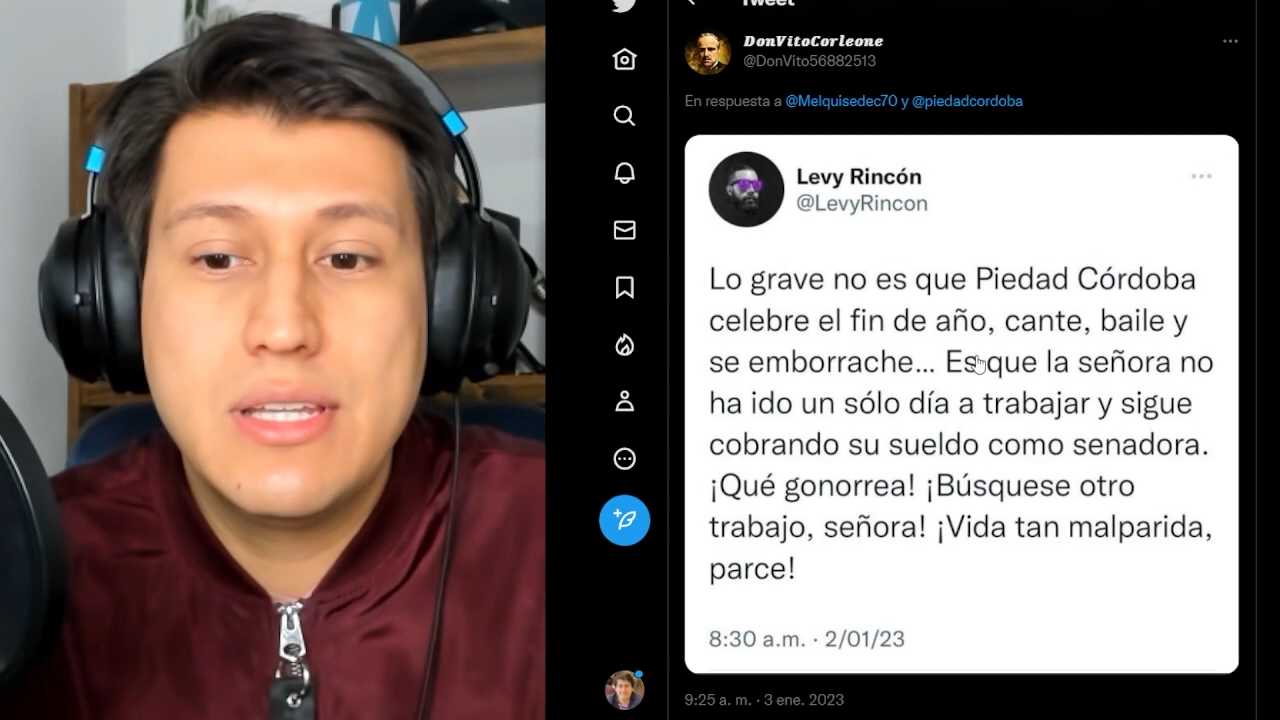 Tweet
DonVitoCorleone
@DonVito56882513
En respuesta a @Melquisedec70 y @piedadcordoba
Levy Rincón
@LevyRincon
Lo grave no es que Piedad Córdoba
celebre el fin de año, cante, baile y
se emborrache... Es que la señora no
ha ido un sólo día a trabajar y sigue
cobrando su sueldo como senadora.
¡Qué gonorrea! ¡Búsquese otro
trabajo, señora! ¡Vida tan malparida,
parce!
8:30 a.m. · 2/01/23
9:25 a. m. · 3 ene. 2023